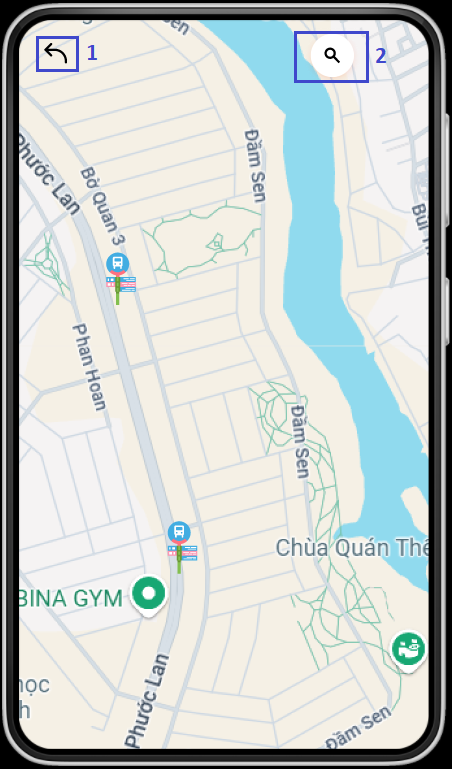 1
2
Đầm Sen
Phước Lan
Bờ Quan 3
Phan Hoan
Đầm Sen
Chùa Quán Thế
BINA GYM
Phước Lan
Đầm Sen